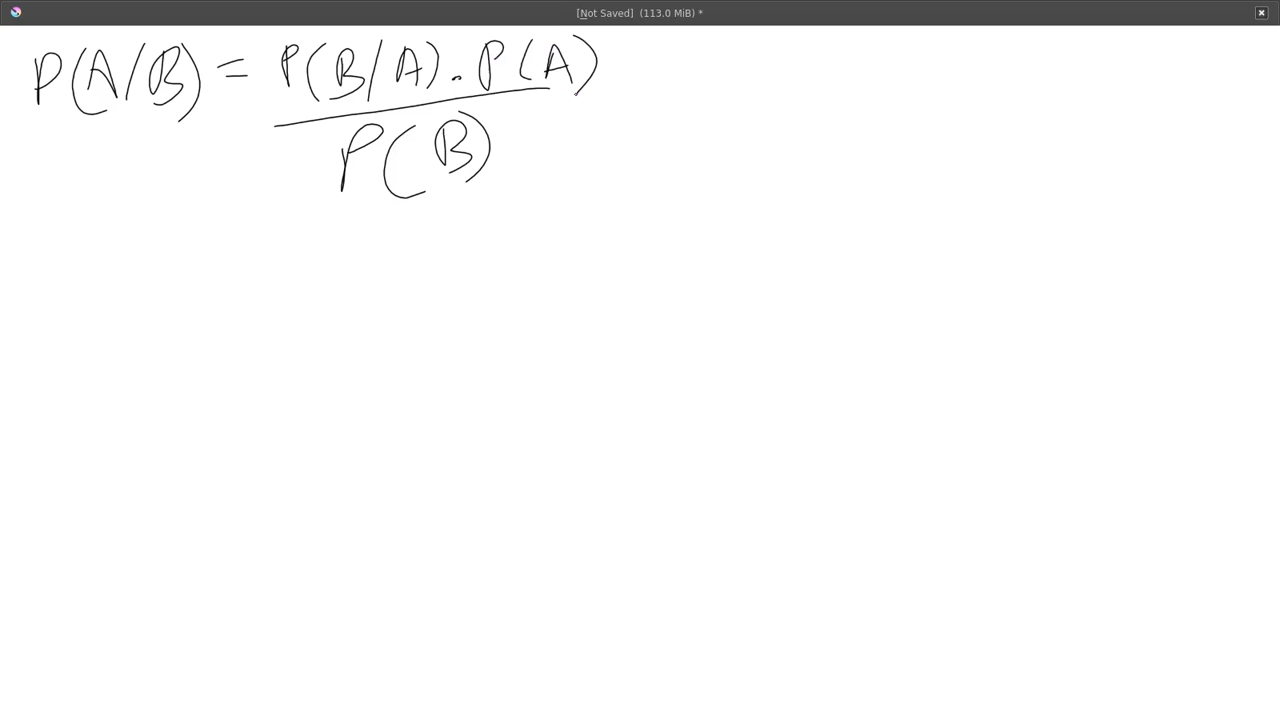 [Not Saved] (113.0 MiB) *
P(A/B) = P(B/A) . P(A)
P(B)